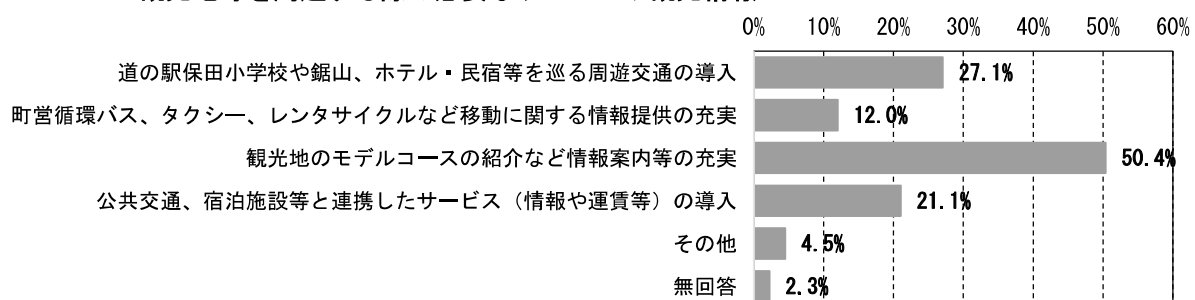 0% 10% 20% 30% 40% 50% 60%
道の駅保田小学校や鋸山、ホテル・民宿等を巡る周遊交通の導入 27.1%
町営循環バス、タクシー、レンタサイクルなど移動に関する情報提供の充実 12.0%
観光地のモデルコースの紹介など情報案内等の充実 50.4%
公共交通、宿泊施設等と連携したサービス（情報や運賃等）の導入 21.1%
その他 4.5%
無回答 2.3%